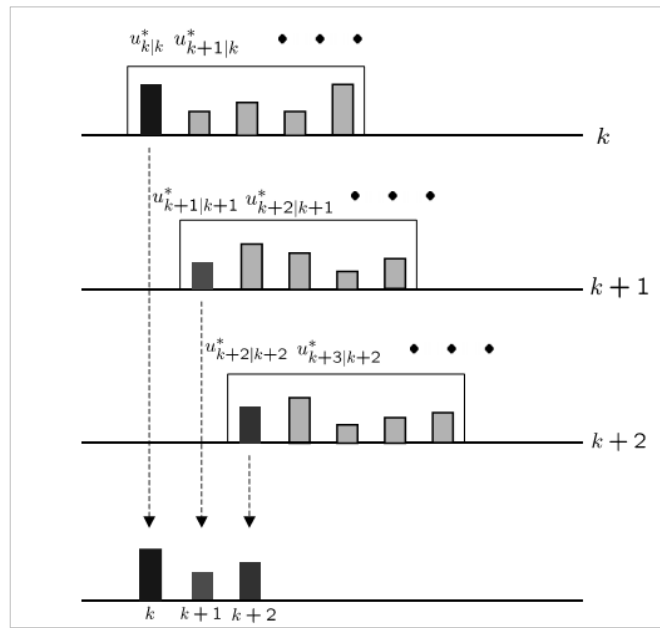 u*k|k u*k+1|k • • •
k
u*k+1|k+1 u*k+2|k+1 • • •
k + 1
u*k+2|k+2 u*k+3|k+2 • • •
k + 2
k k + 1 k + 2